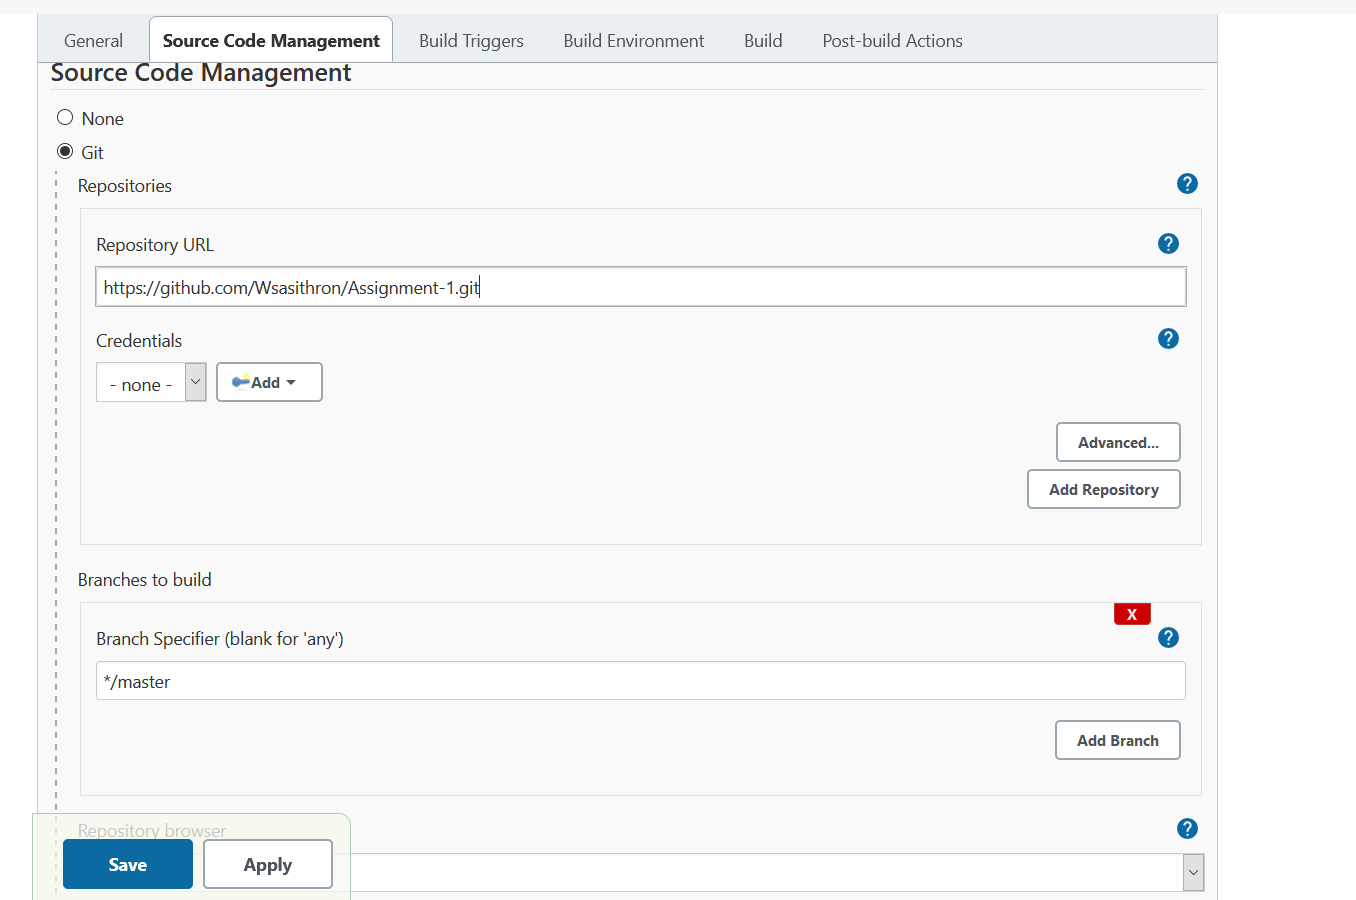 General Source Code Management Build Triggers Build Environment Build Post-build Actions
Source Code Management
None
Git
Repositories
?
Repository URL
?
https://github.com/Wsasithron/Assignment-1.git
Credentials
?
- none - Add
Advanced...
Add Repository
Branches to build
X
Branch Specifier (blank for 'any')
?
*/master
Add Branch
Repository browser
?
Save Apply